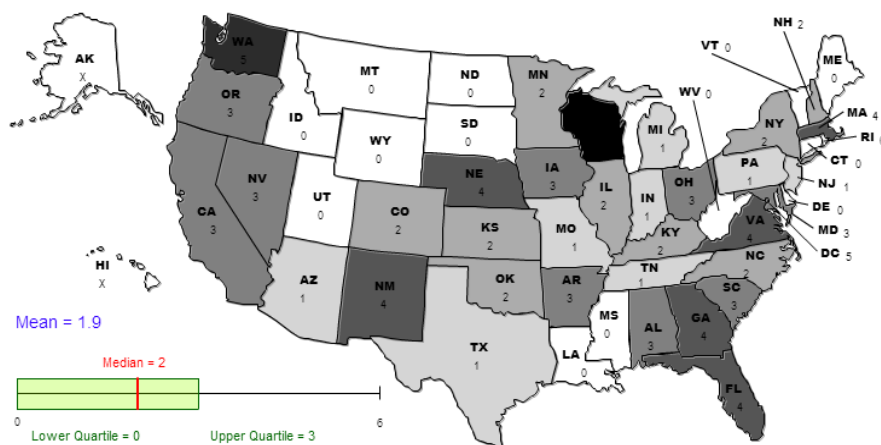 NH 2
VT 0
WA
5
AK
X
MT
0
ND
0
MN
2
ME
0
OR
3
ID
0
WV 0
SD
0
WY
0
MI
1
NY
2
MA 4
RI
CT 0
PA
1
NJ 1
NE
4
IA
3
NV
3
UT
0
IL
2
IN
1
OH
3
DE 0
MD 3
DC 5
CA
3
CO
2
KS
2
MO
1
KY
2
VA
4
NC
2
TN
1
HI
X
AZ
1
NM
4
OK
2
AR
3
SC
3
MS
0
AL
3
GA
4
Mean = 1.9
TX
1
LA
0
FL
4
Median = 2
0
6
Lower Quartile = 0
Upper Quartile = 3